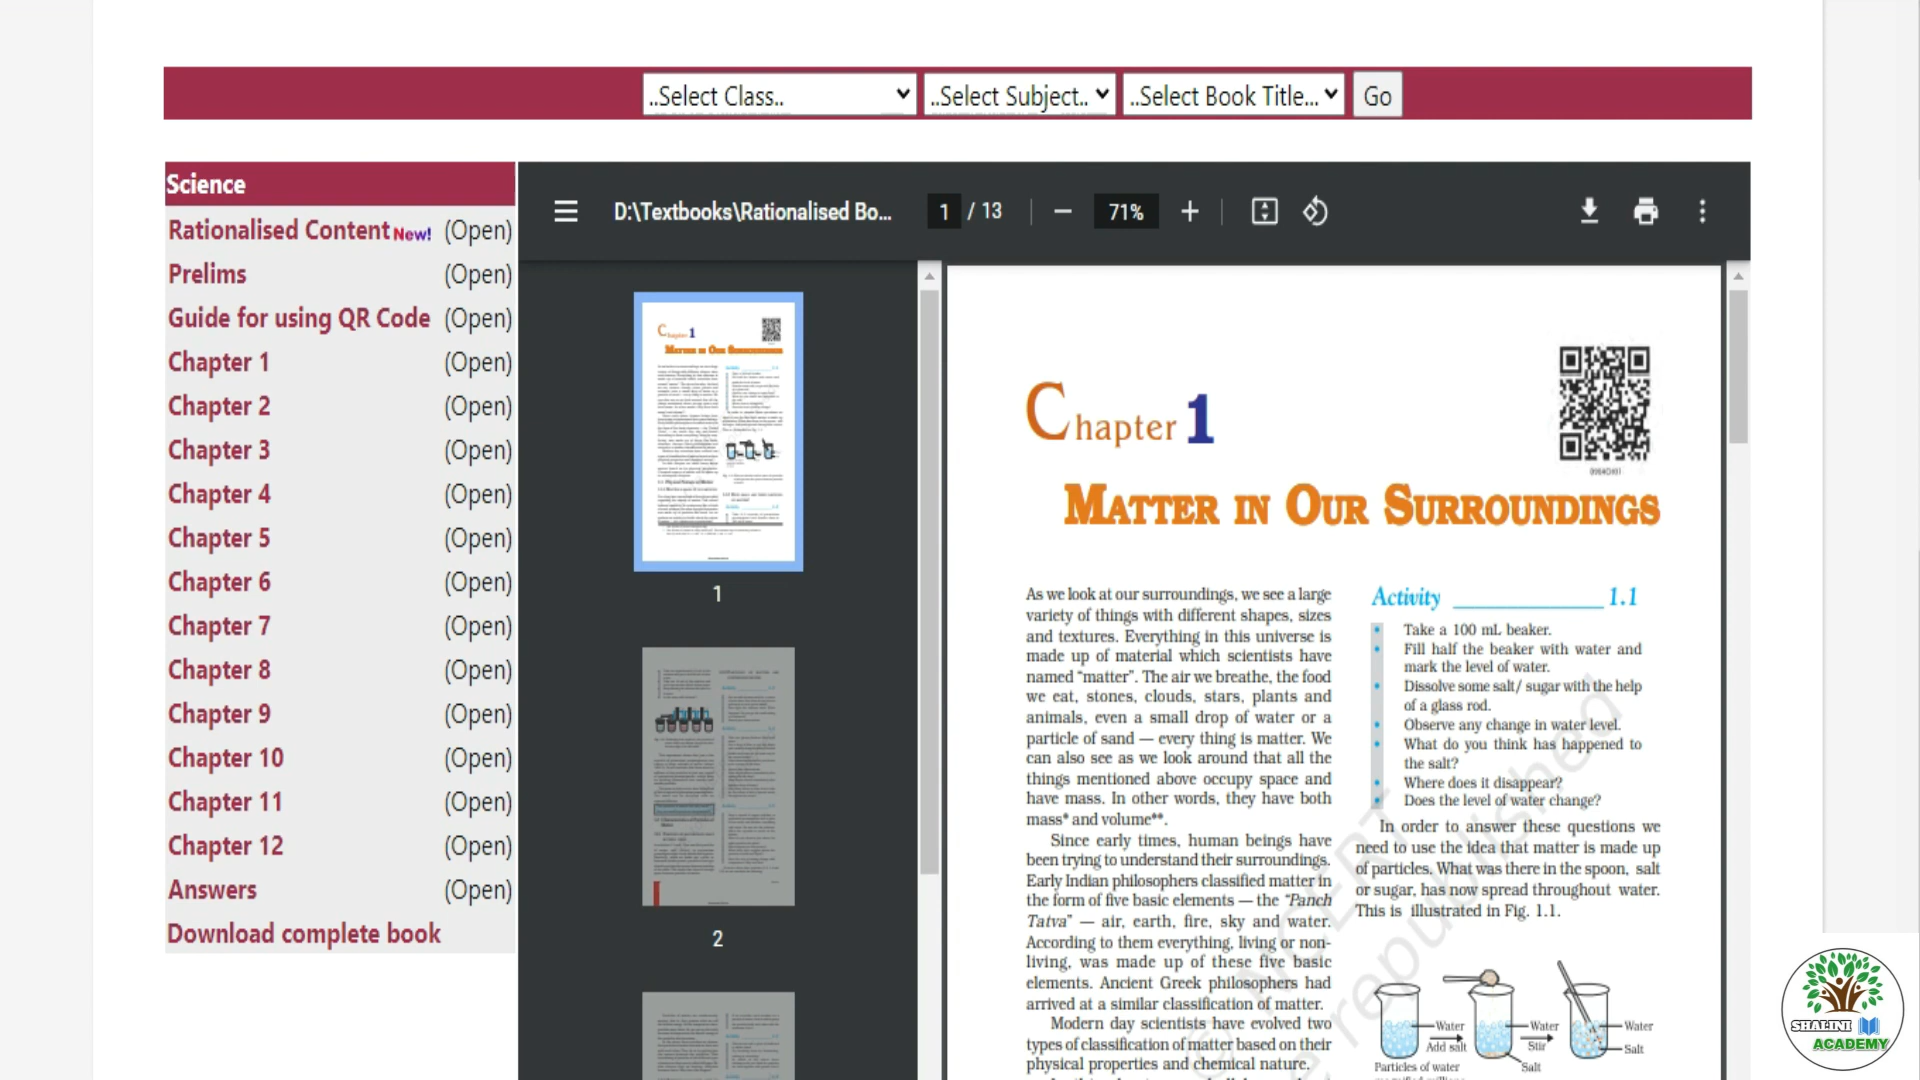 ..Select Class..
..Select Subject..
..Select Book Title...
Go
Science
Rationalised Content New! (Open)
Prelims (Open)
Guide for using QR Code (Open)
Chapter 1 (Open)
Chapter 2 (Open)
Chapter 3 (Open)
Chapter 4 (Open)
Chapter 5 (Open)
Chapter 6 (Open)
Chapter 7 (Open)
Chapter 8 (Open)
Chapter 9 (Open)
Chapter 10 (Open)
Chapter 11 (Open)
Chapter 12 (Open)
Answers (Open)
Download complete book
D:\Textbooks\Rationalised Bo...
1 / 13
71%
Chapter 1
MATTER IN OUR SURROUNDINGS
1
2
Chapter 1
MATTER IN OUR SURROUNDINGS
As we look at our surroundings, we see a large
variety of things with different shapes, sizes
and textures. Everything in this universe is
made up of material which scientists have
named “matter”. The air we breathe, the food
we eat, stones, clouds, stars, plants and
animals, even a small drop of water or a
particle of sand — every thing is matter. We
can also see as we look around that all the
things mentioned above occupy space and
have mass. In other words, they have both
mass* and volume**.
Since early times, human beings have
been trying to understand their surroundings.
Early Indian philosophers classified matter in
the form of five basic elements — the “Panch
Tatva” — air, earth, fire, sky and water.
According to them everything, living or non-
living, was made up of these five basic
elements. Ancient Greek philosophers had
arrived at a similar classification of matter.
Modern day scientists have evolved two
types of classification of matter based on their
physical properties and chemical nature.
Activity 1.1
• Take a 100 mL beaker.
• Fill half the beaker with water and
mark the level of water.
• Dissolve some salt/ sugar with the help
of a glass rod.
• Observe any change in water level.
• What do you think has happened to
the salt?
• Where does it disappear?
• Does the level of water change?
In order to answer these questions we
need to use the idea that matter is made up
of particles. What was there in the spoon, salt
or sugar, has now spread throughout water.
This is illustrated in Fig. 1.1.
Water
Add salt
Water
Stir
Salt
Water
Salt
Particles of water
© NCERT
be republished
SHALINI
ACADEMY